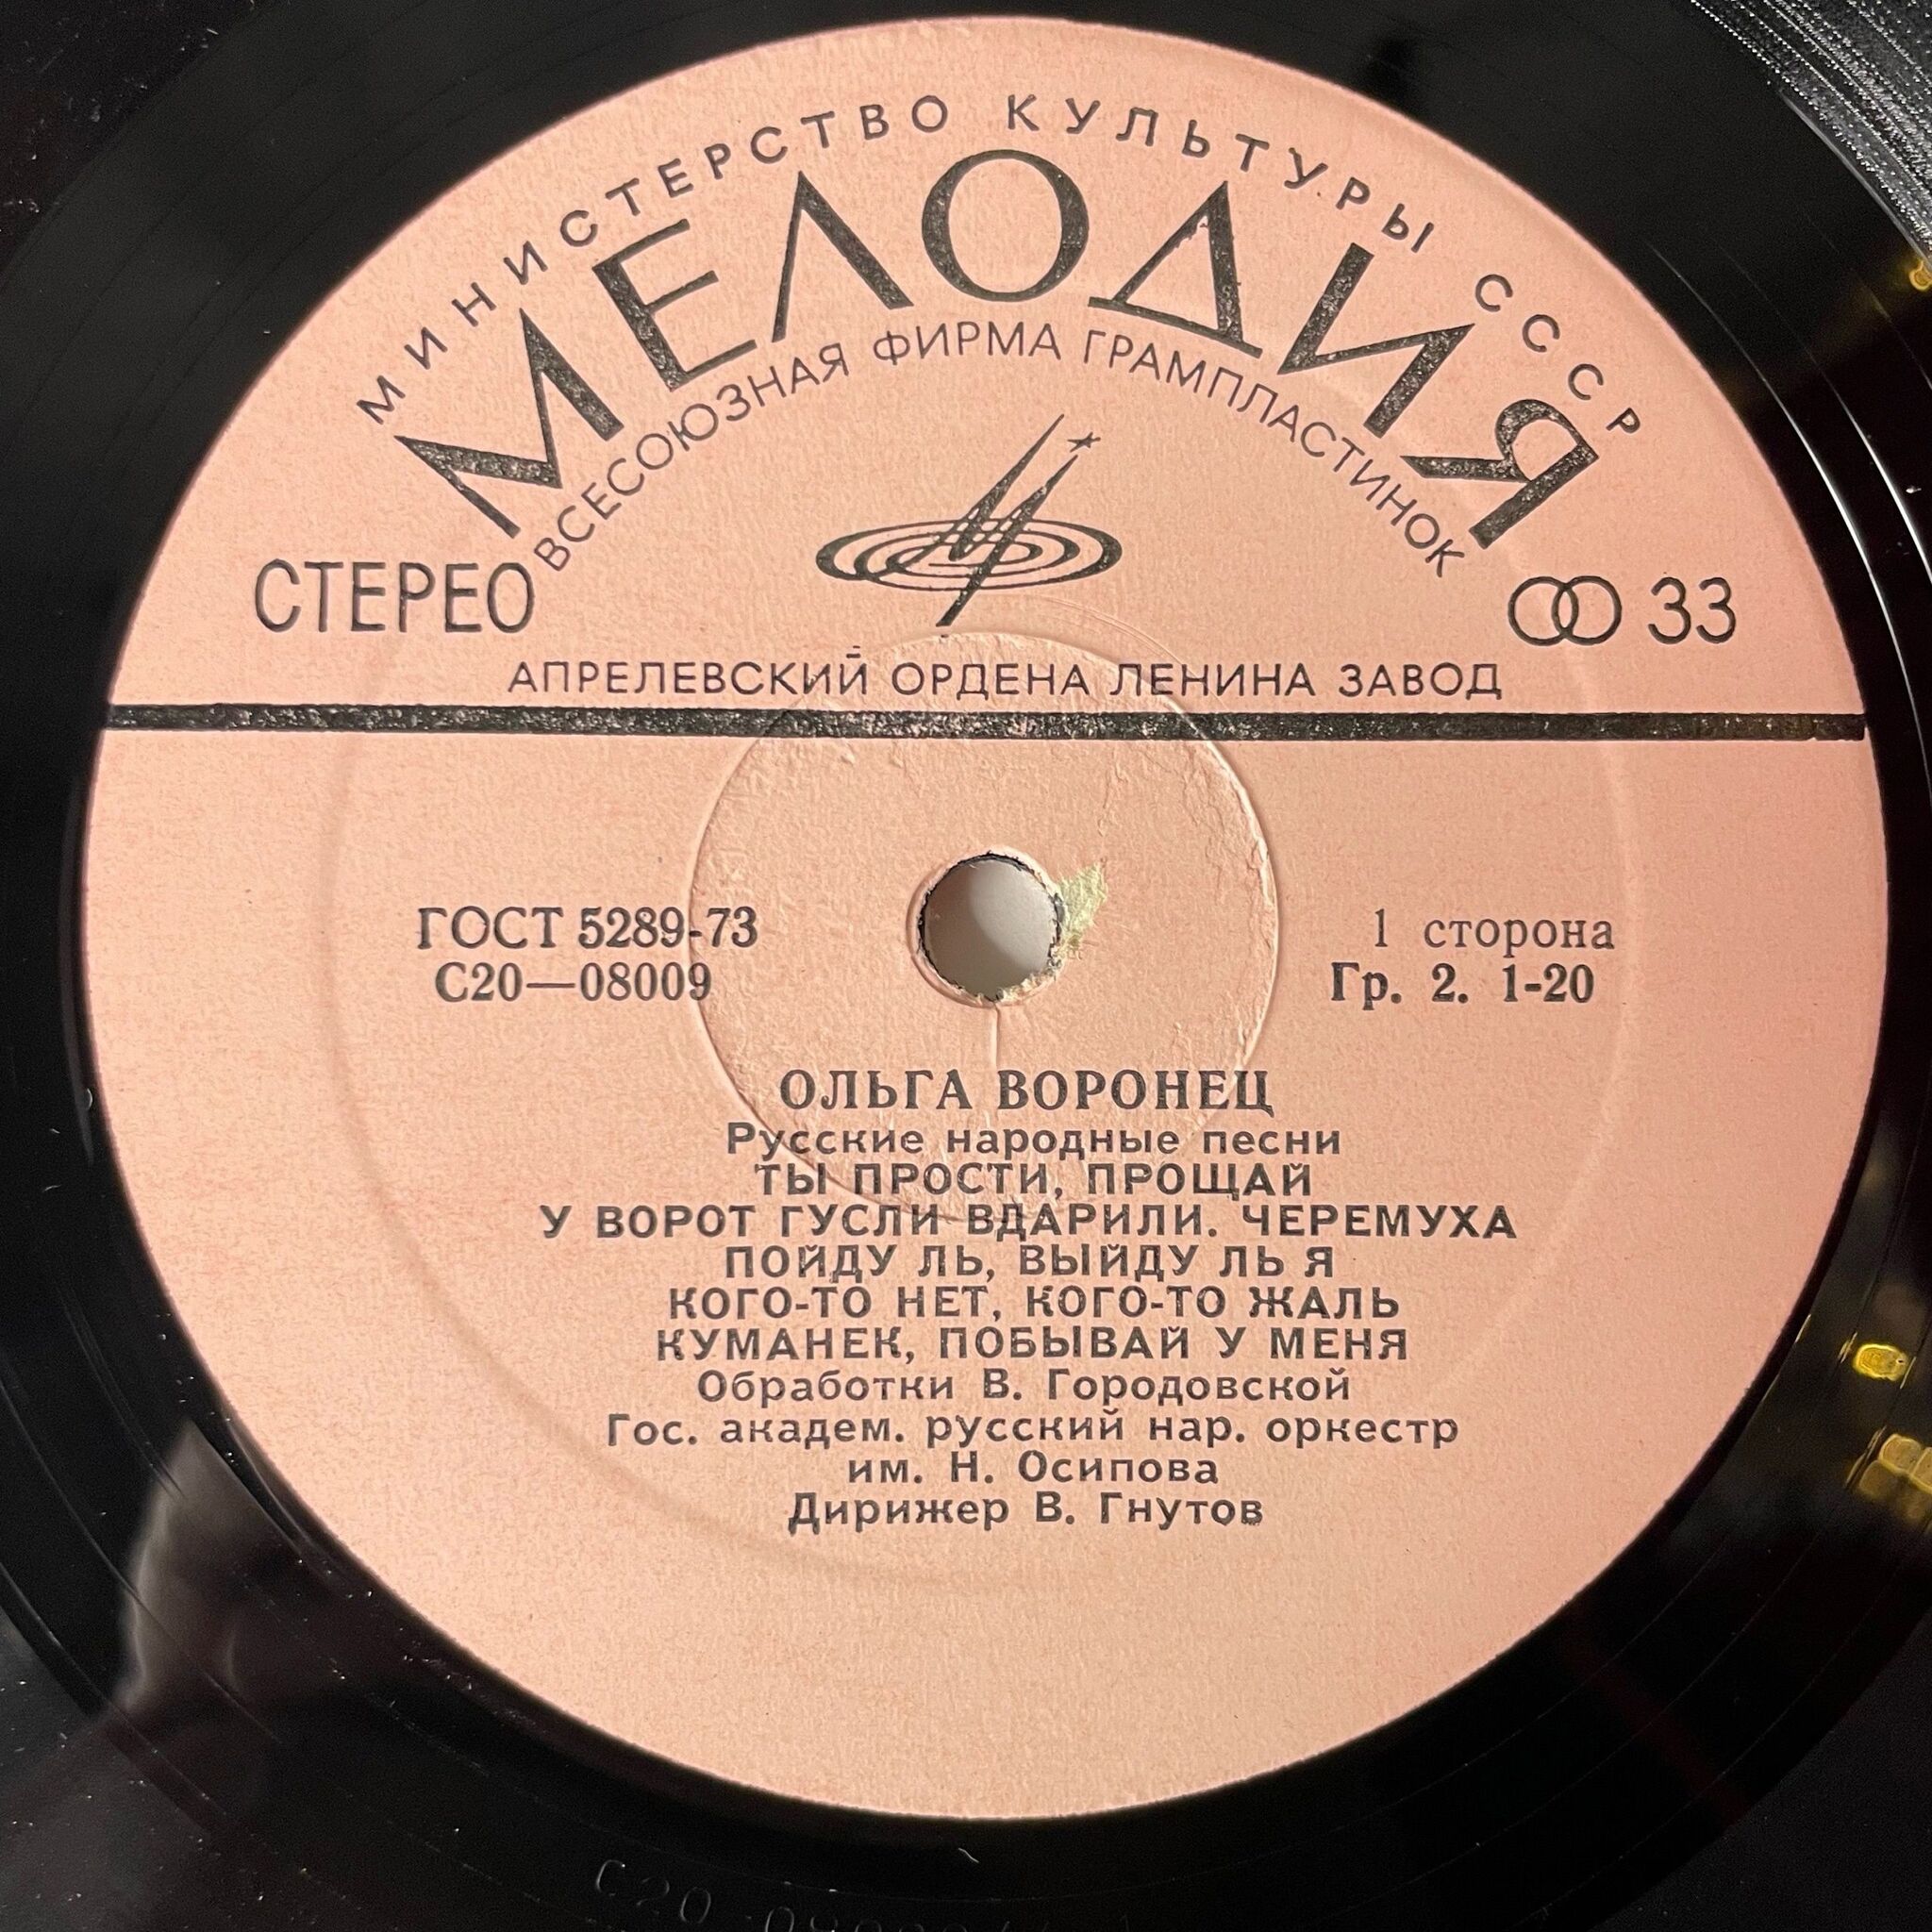 МИНИСТЕРСТВО КУЛЬТУРЫ СССР
МЕЛОДИЯ
ВСЕСОЮЗНАЯ ФИРМА ГРАМПЛАСТИНОК
СТЕРЕО
33
АПРЕЛЕВСКИЙ ОРДЕНА ЛЕНИНА ЗАВОД
ГОСТ 5289-73
С20—08009
1 сторона
Гр. 2. 1-20
ОЛЬГА ВОРОНЕЦ
Русские народные песни
ТЫ ПРОСТИ, ПРОЩАЙ
У ВОРОТ ГУСЛИ ВДАРИЛИ. ЧЕРЕМУХА
ПОЙДУ ЛЬ, ВЫЙДУ ЛЬ Я
КОГО-ТО НЕТ, КОГО-ТО ЖАЛЬ
КУМАНЕК, ПОБЫВАЙ У МЕНЯ
Обработки В. Городовской
Гос. академ. русский нар. оркестр
им. Н. Осипова
Дирижер В. Гнутов
С20